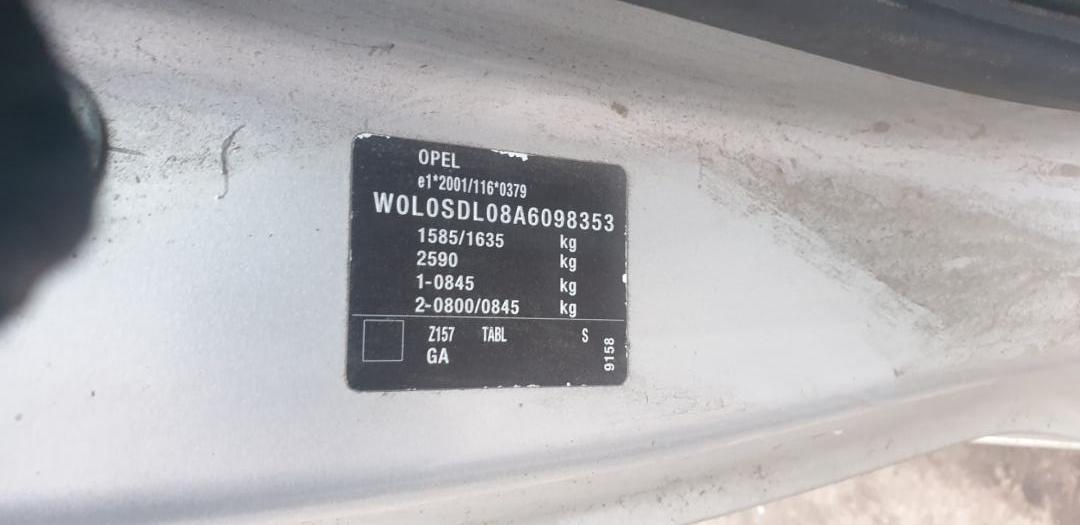 OPEL
e1*2001/116*0379
W0L0SDL08A6098353
1585/1635 kg
2590 kg
1-0845 kg
2-0800/0845 kg
Z157 TABL S
GA
9158